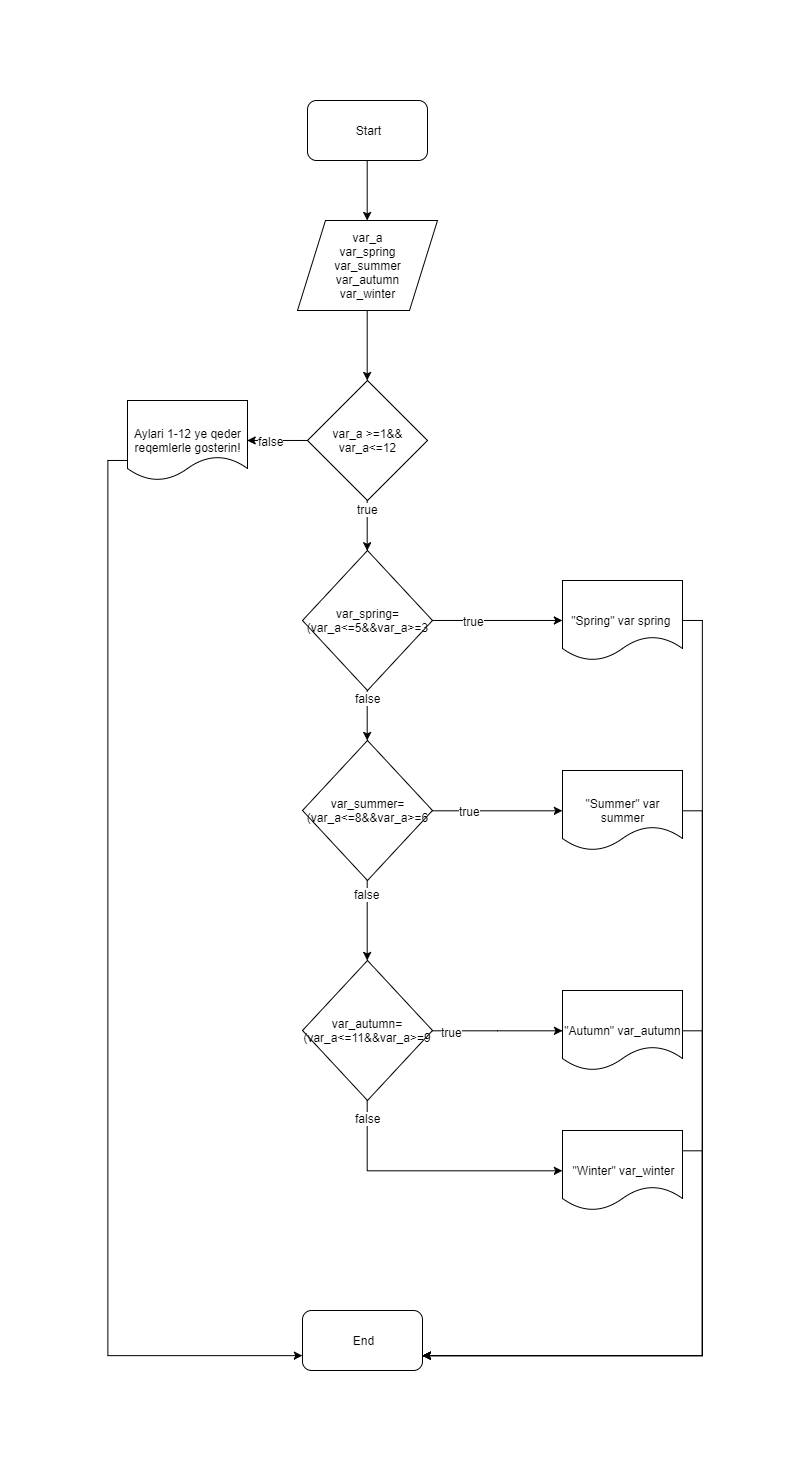 Start
var_a
var_spring
var_summer
var_autumn
var_winter
var_a >=1&&
var_a<=12
false
Aylari 1-12 ye qeder
reqemlerle gosterin!
true
var_spring=
(var_a<=5&&var_a>=3
true
"Spring" var spring
false
var_summer=
(var_a<=8&&var_a>=6
true
"Summer" var
summer
false
var_autumn=
(var_a<=11&&var_a>=9
true
"Autumn" var_autumn
false
"Winter" var_winter
End